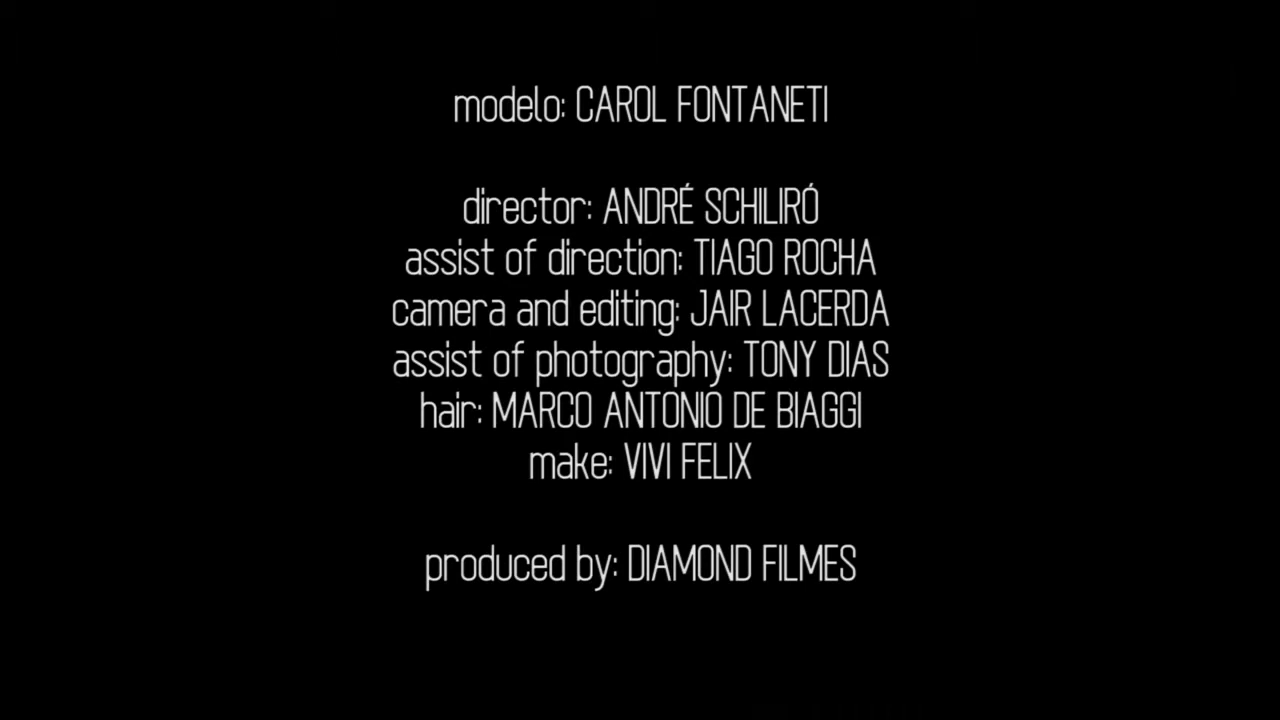 modelo: CAROL FONTANETI
director: ANDRÉ SCHILIRÓ
assist of direction: TIAGO ROCHA
camera and editing: JAIR LACERDA
assist of photography: TONY DIAS
hair: MARCO ANTONIO DE BIAGGI
make: VIVI FELIX
produced by: DIAMOND FILMES